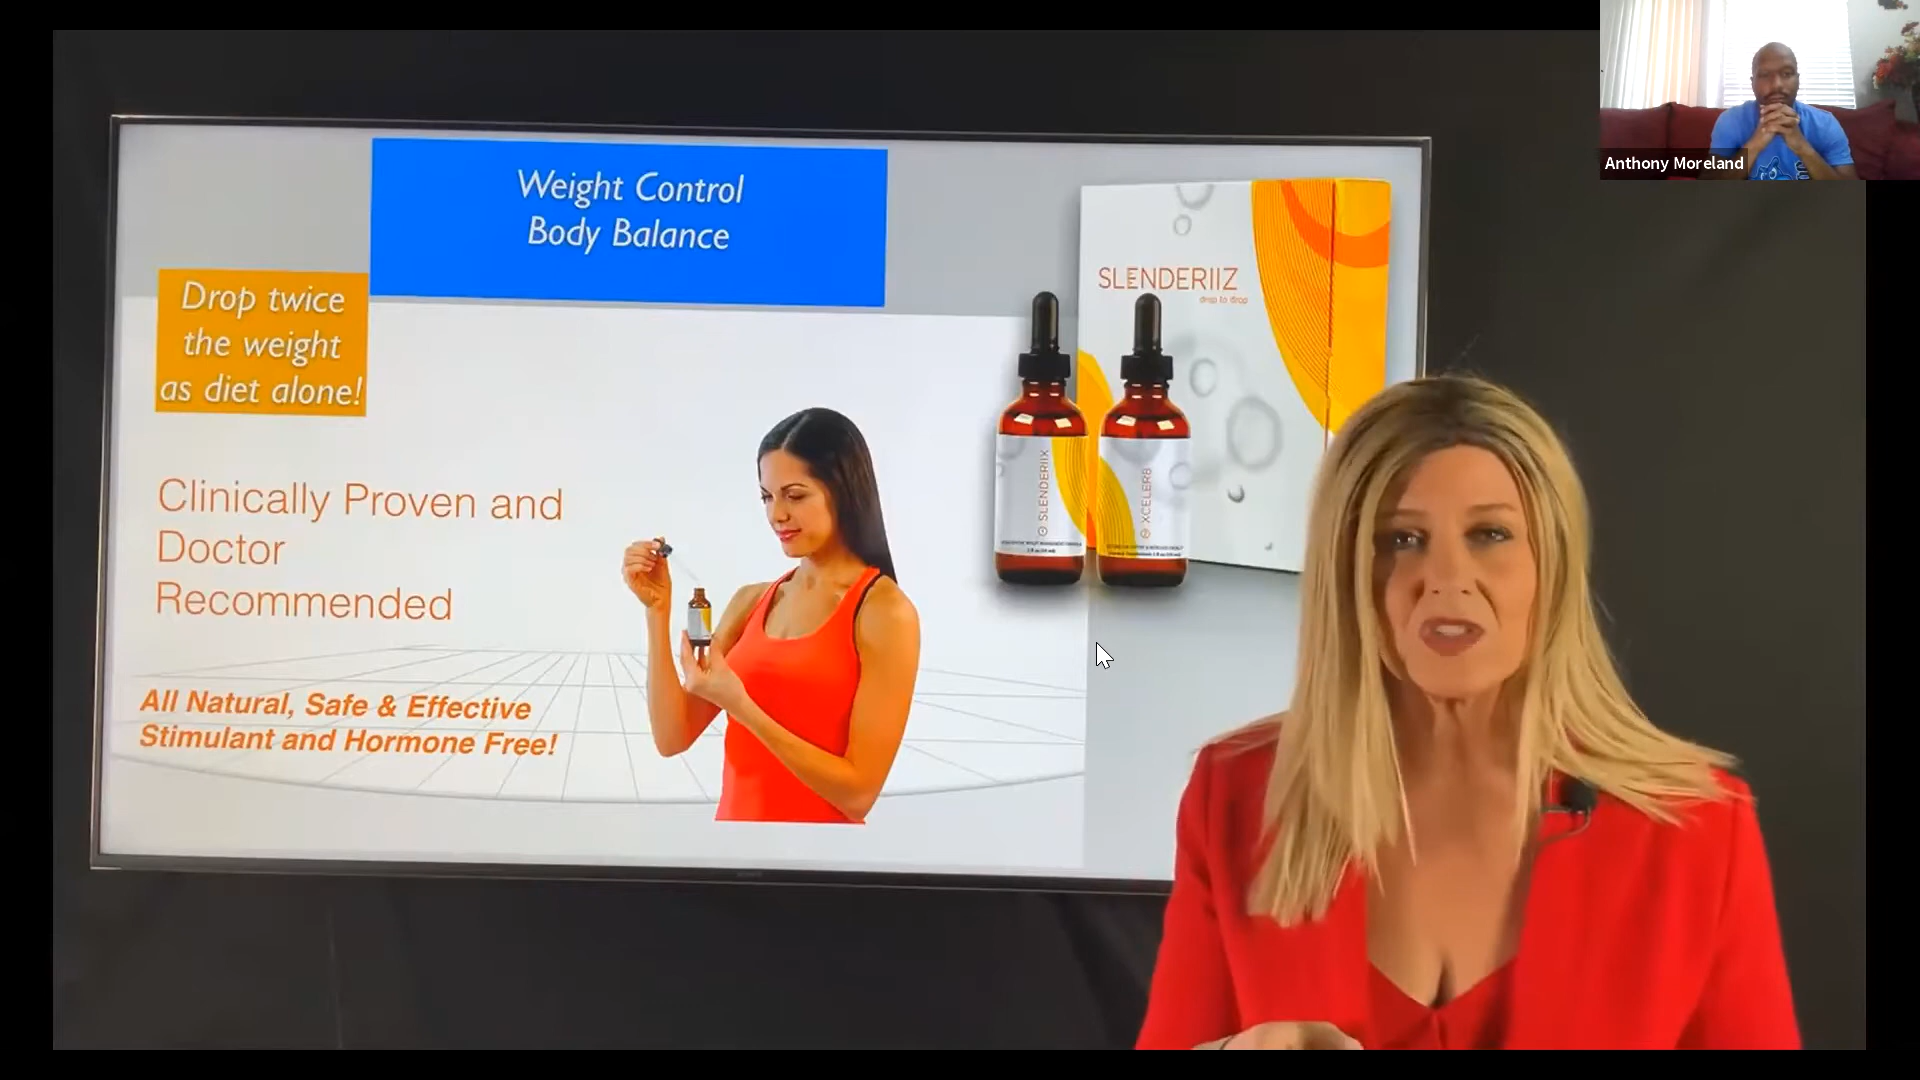 Weight Control
Body Balance
Drop twice
the weight
as diet alone!
Clinically Proven and
Doctor
Recommended
All Natural, Safe & Effective
Stimulant and Hormone Free!
SLENDERIIZ
drop to drop
SLENDERIIX
XCELER8
Anthony Moreland